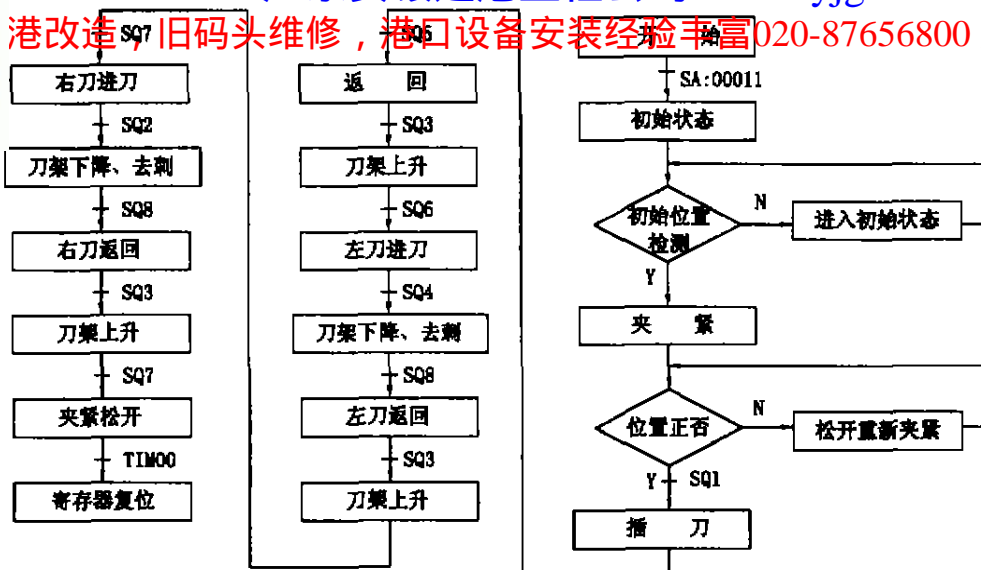 港改造，旧码头维修，港口设备安装经验丰富020-87656800
SQ7
右刀进刀
SQ2
刀架下降、去刺
SQ8
右刀返回
SQ3
刀架上升
SQ7
夹紧松开
TIM00
寄存器复位
返 回
SQ3
刀架上升
SQ6
左刀进刀
SQ4
刀架下降、去刺
SQ8
左刀返回
SQ3
刀架上升
开 始
SA:00011
初始状态
初始位置
检测
N
进入初始状态
Y
夹 紧
位置正否
N
松开重新夹紧
Y
SQ1
插 刀